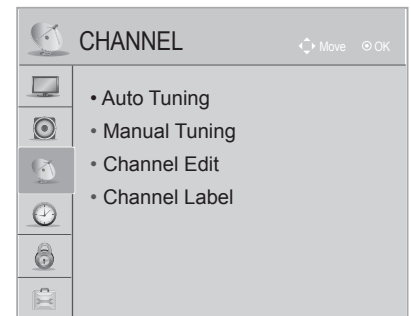 CHANNEL
Move OK
• Auto Tuning
• Manual Tuning
• Channel Edit
• Channel Label